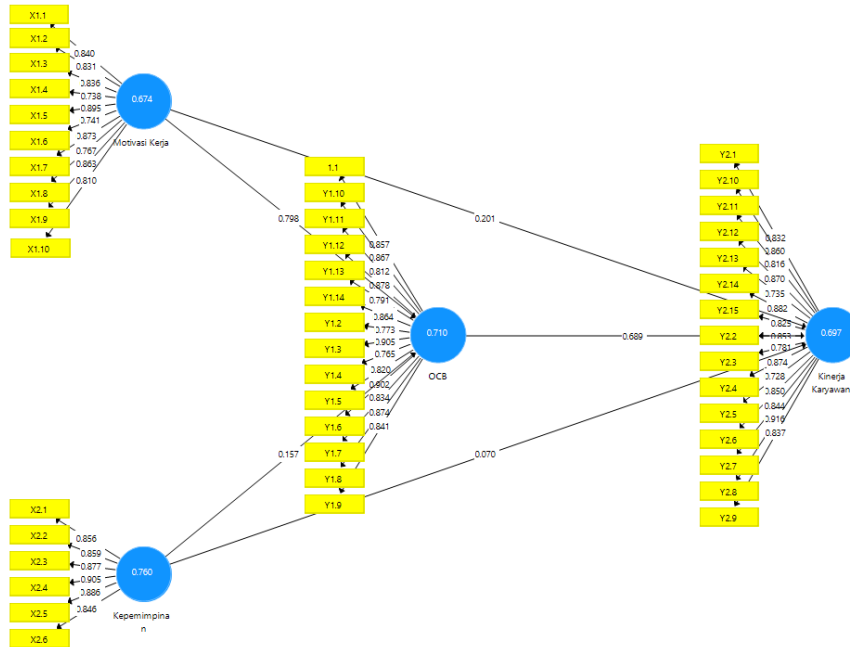 X1.1
X1.2
X1.3
X1.4
X1.5
X1.6
X1.7
X1.8
X1.9
X1.10
0.840
0.831
0.836
0.738
0.895
0.741
0.873
0.767
0.863
0.810
0.674
Motivasi Kerja
0.798
0.201
1.1
Y1.10
Y1.11
Y1.12
Y1.13
Y1.14
Y1.2
Y1.3
Y1.4
Y1.5
Y1.6
Y1.7
Y1.8
Y1.9
0.857
0.867
0.812
0.878
0.791
0.864
0.773
0.905
0.765
0.820
0.902
0.834
0.874
0.841
0.710
OCB
0.689
Y2.1
Y2.10
Y2.11
Y2.12
Y2.13
Y2.14
Y2.15
Y2.2
Y2.3
Y2.4
Y2.5
Y2.6
Y2.7
Y2.8
Y2.9
0.832
0.860
0.816
0.870
0.735
0.882
0.825
0.853
0.781
0.874
0.728
0.850
0.844
0.916
0.837
0.697
Kinerja
Karyawan
0.157
0.070
X2.1
X2.2
X2.3
X2.4
X2.5
X2.6
0.856
0.859
0.877
0.905
0.886
0.846
0.760
Kepemimpina
n